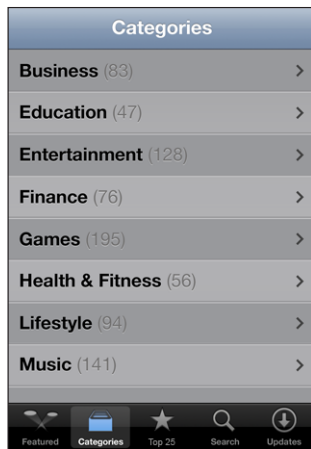 Categories
Business (83)
Education (47)
Entertainment (128)
Finance (76)
Games (195)
Health & Fitness (56)
Lifestyle (94)
Music (141)
Featured Categories Top 25 Search Updates